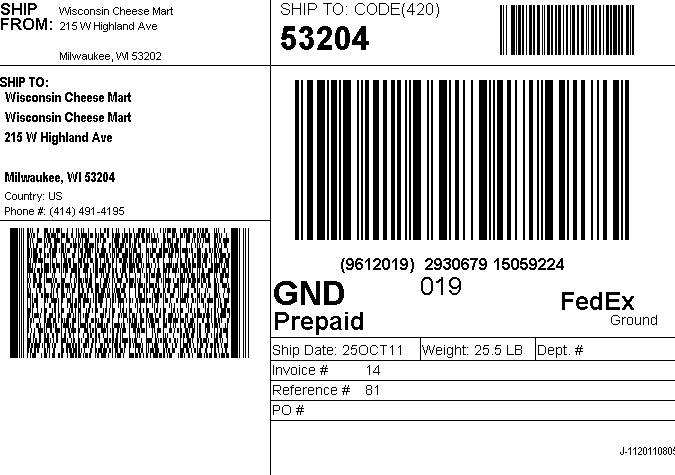 SHIP FROM:
Wisconsin Cheese Mart
215 W Highland Ave
Milwaukee, WI 53202
SHIP TO: CODE(420)
53204
SHIP TO:
Wisconsin Cheese Mart
Wisconsin Cheese Mart
215 W Highland Ave
Milwaukee, WI 53204
Country: US
Phone #: (414) 491-4195
(9612019) 2930679 15059224
GND
Prepaid
019
FedEx
Ground
Ship Date: 25OCT11 Weight: 25.5 LB Dept. #
Invoice # 14
Reference # 81
PO #
J-1120110805